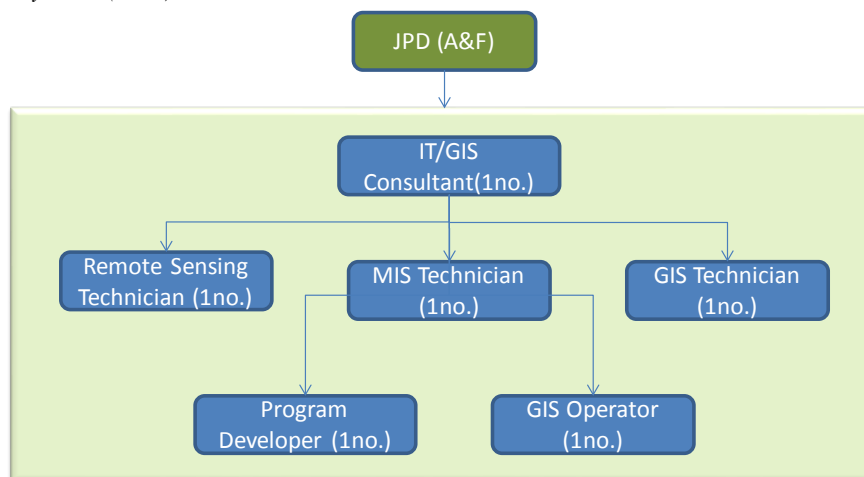 JPD (A&F)
IT/GIS
Consultant(1no.)
Remote Sensing
Technician (1no.)
MIS Technician
(1no.)
GIS Technician
(1no.)
Program
Developer (1no.)
GIS Operator
(1no.)